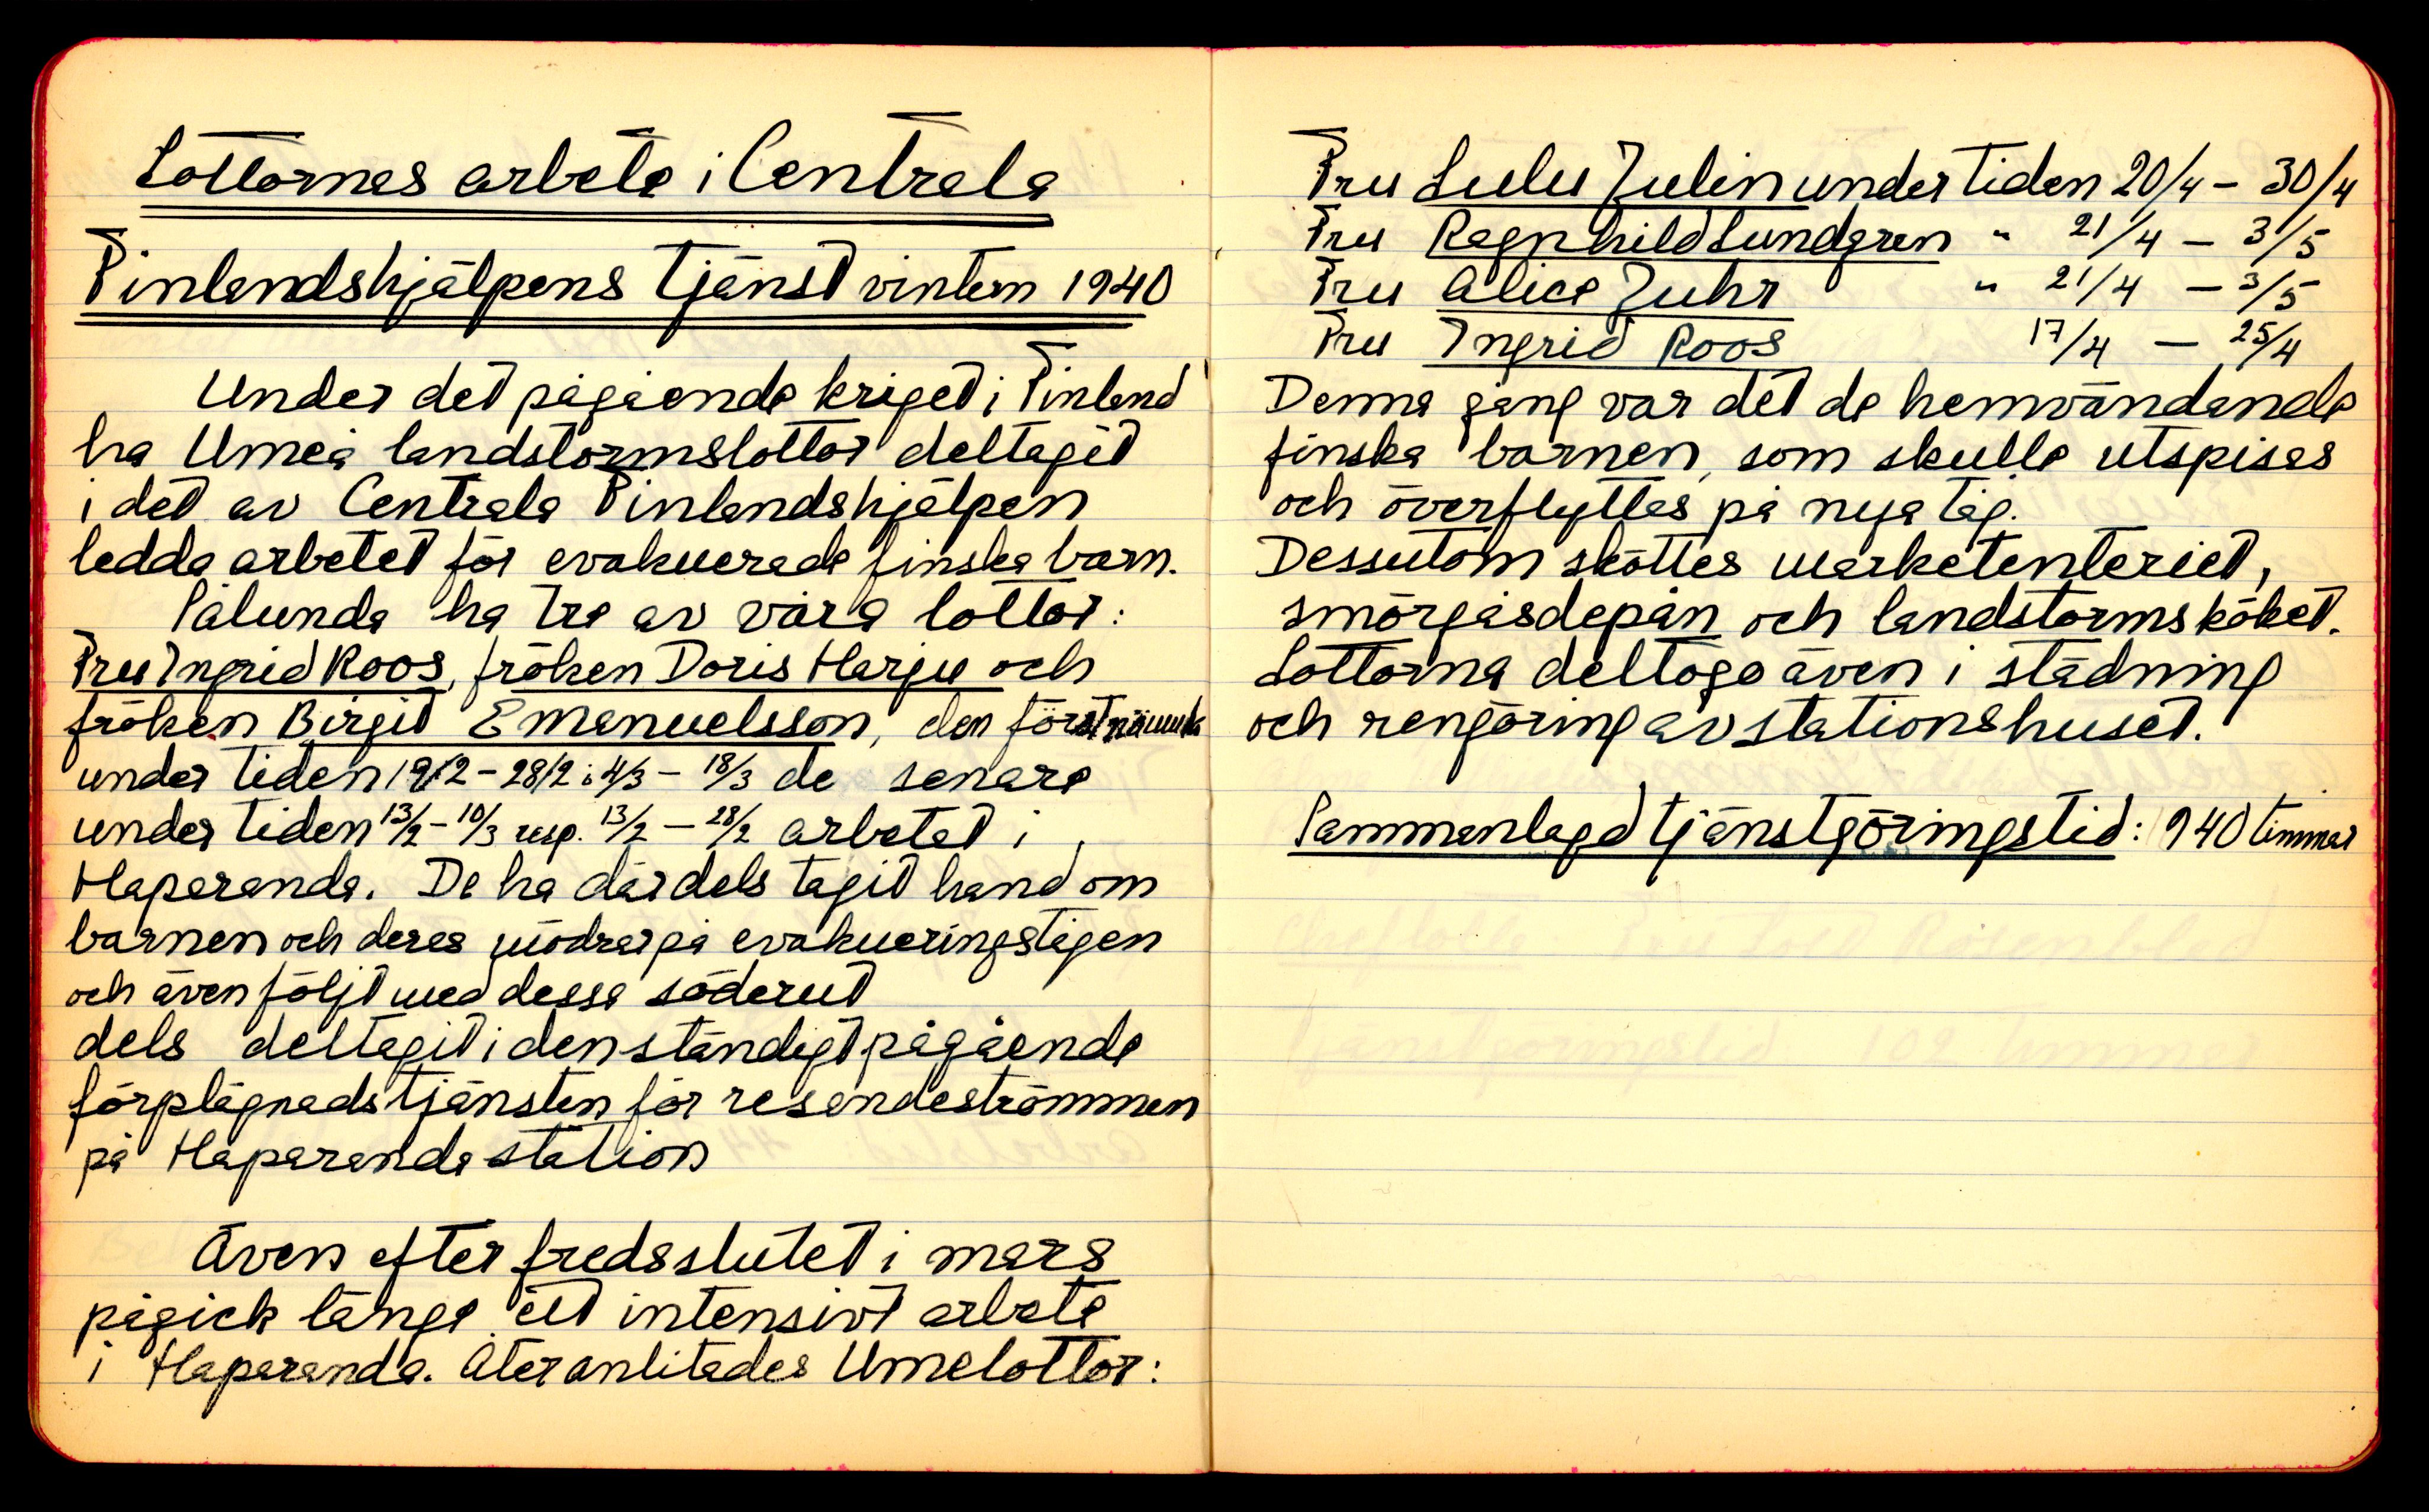 Lottornas arbete i Centrala
Finlandshjälpens tjänst vintern 1940
Under det pågående kriget i Finland
ha Umeå landstormslottor deltagit
i det av Centrala Finlandshjälpen
ledda arbetet för evakuerade finska barn.
Sålunda ha tre av våra lottor:
Fru Ingrid Roos, fröken Doris Harju och
fröken Birgit Emanuelsson, den förstnämnda
under tiden 19/2 - 28/2 ; 4/3 - 18/3 de senare
under tiden 13/2 - 10/3 resp. 13/2 - 28/2 arbetat i
Haparanda. De ha där dels tagit hand om
barnen och deras mödrar på evakueringstågen
och även följt med dessa söderut
dels deltagit i den ständigt pågående
förplägnadstjänsten för resandeströmmen
på Haparanda station
Även efter fredsslutet i mars
pågick länge ett intensivt arbete
i Haparanda. Åter anlitades Umelottor:
Fru Lulu Julin under tiden 20/4 - 30/4
Fru Ragnhild Lundgren " 21/4 - 3/5
Fru Alice Juhr " 21/4 - 3/5
Fru Ingrid Roos 17/4 - 25/4
Denna gång var det de hemvändande
finska barnen, som skulle utspisas
och överflyttas på nya tåg.
Dessutom sköttes marketenteriet,
smörgåsdepån och landstormsköket.
Lottorna deltogo även i städning
och rengöring av stationshuset.
Sammanlagd tjänstgöringstid: 940 timmar